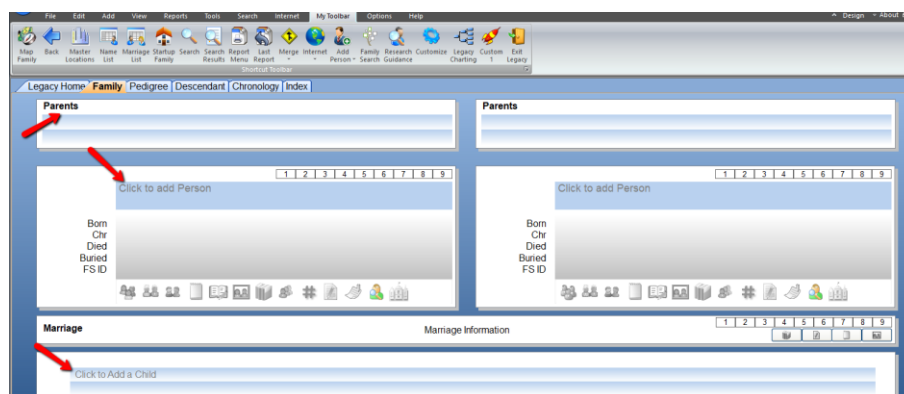 File Edit Add View Reports Tools Search Internet My Toolbar Options Help Design About
Map Family Back Master Locations Name List Marriage List Startup Family Search Search Results Report Menu Last Report Merge Internet Add Person Family Search Research Guidance Customize Legacy Charting Custom 1 Exit Legacy
Shortcut Toolbar
Legacy Home Family Pedigree Descendant Chronology Index
Parents Parents
1 2 3 4 5 6 7 8 9 1 2 3 4 5 6 7 8 9
Click to add Person Click to add Person
Born Born
Chr Chr
Died Died
Buried Buried
FS ID FS ID
Marriage Marriage Information 1 2 3 4 5 6 7 8 9
Click to Add a Child